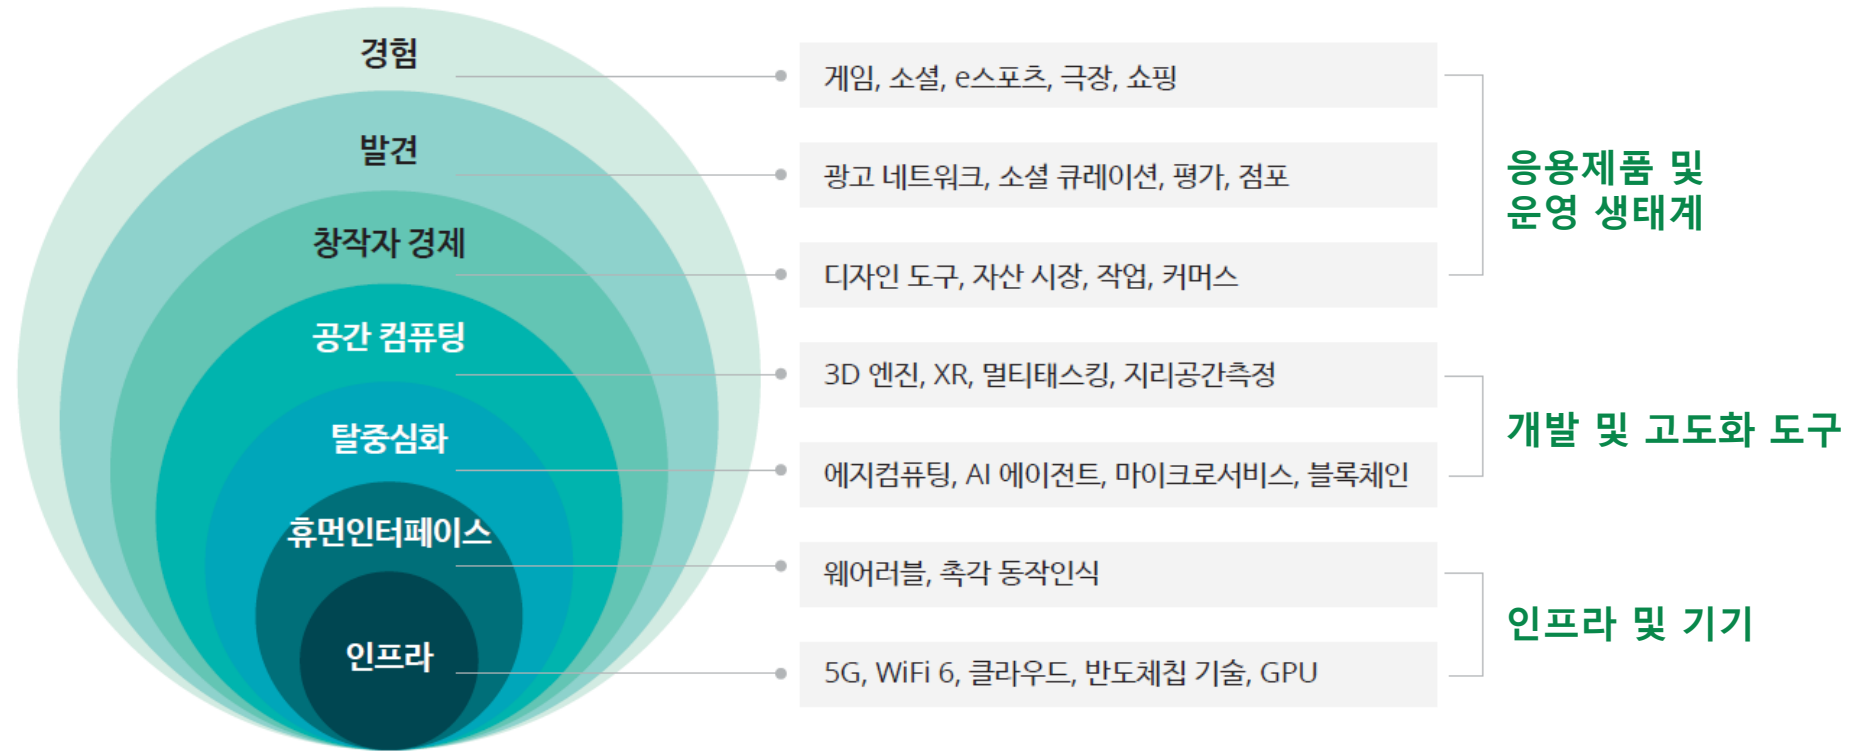 경험
게임, 소셜, e스포츠, 극장, 쇼핑
발견
광고 네트워크, 소셜 큐레이션, 평가, 점포
창작자 경제
디자인 도구, 자산 시장, 작업, 커머스
응용제품 및
운영 생태계
공간 컴퓨팅
3D 엔진, XR, 멀티태스킹, 지리공간측정
탈중심화
에지컴퓨팅, AI 에이전트, 마이크로서비스, 블록체인
개발 및 고도화 도구
휴먼인터페이스
웨어러블, 촉각 동작인식
인프라
5G, WiFi 6, 클라우드, 반도체칩 기술, GPU
인프라 및 기기